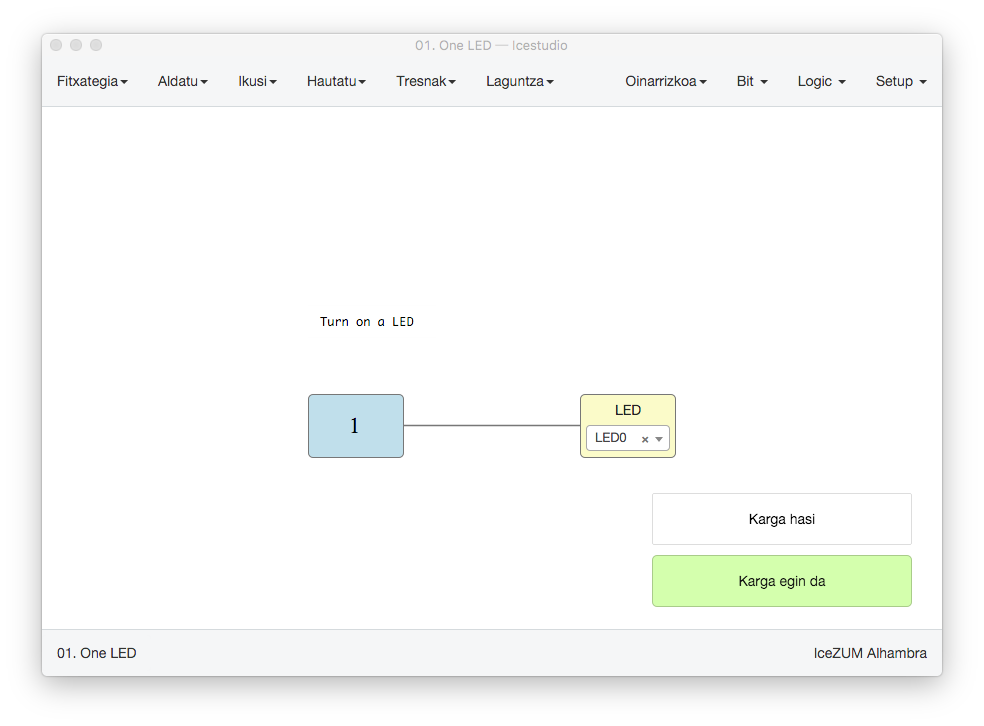 01. One LED — Icestudio
Fitxategia Aldatu Ikusi Hautatu Tresnak Laguntza Oinarrizkoa Bit Logic Setup
Turn on a LED
1
LED
LED0 ×
Karga hasi
Karga egin da
01. One LED IceZUM Alhambra